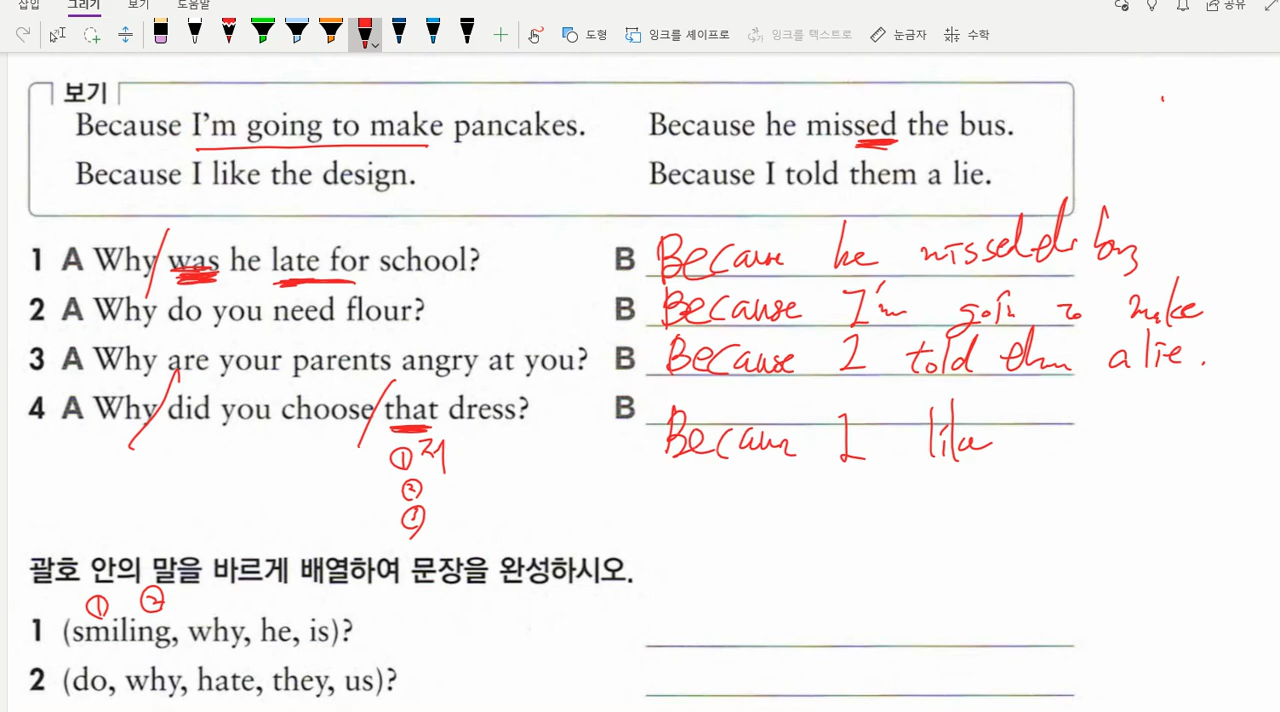 삽입 그리기 보기 도움말 공유
도형 잉크를 셰이프로 잉크를 텍스트로 눈금자 수학
보기
Because I'm going to make pancakes. Because he missed the bus.
Because I like the design. Because I told them a lie.
1 A Why was he late for school? B Because he missed bus
2 A Why do you need flour? B Because I'm to make
3 A Why are your parents angry at you? B Because I told them a lie.
4 A Why did you choose that dress? B Because I like
① 저
②
③
괄호 안의 말을 바르게 배열하여 문장을 완성하시오.
① ②
1 (smiling, why, he, is)?
2 (do, why, hate, they, us)?